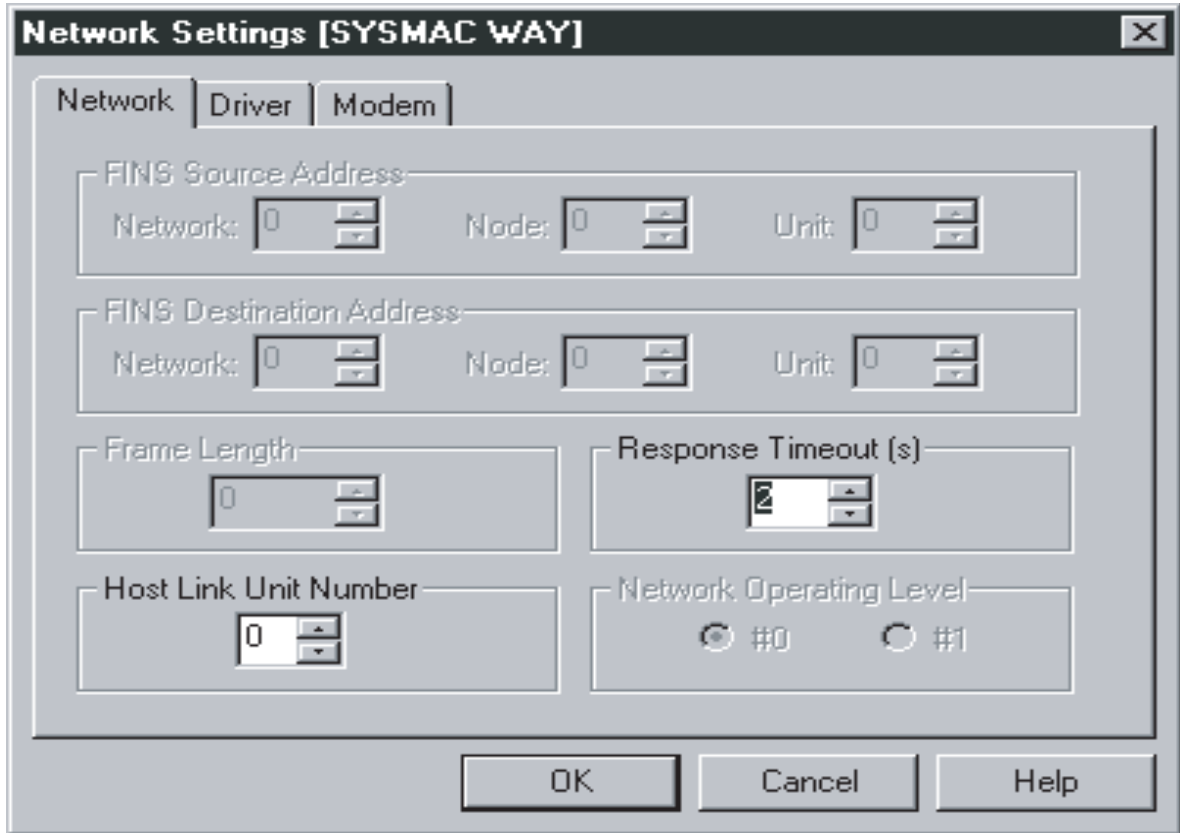 Network Settings [SYSMAC WAY]
Network Driver Modem
FINS Source Address
Network: 0 Node: 0 Unit: 0
FINS Destination Address
Network: 0 Node: 0 Unit: 0
Frame Length
0
Response Timeout (s)
2
Host Link Unit Number
0
Network Operating Level
#0 #1
OK Cancel Help